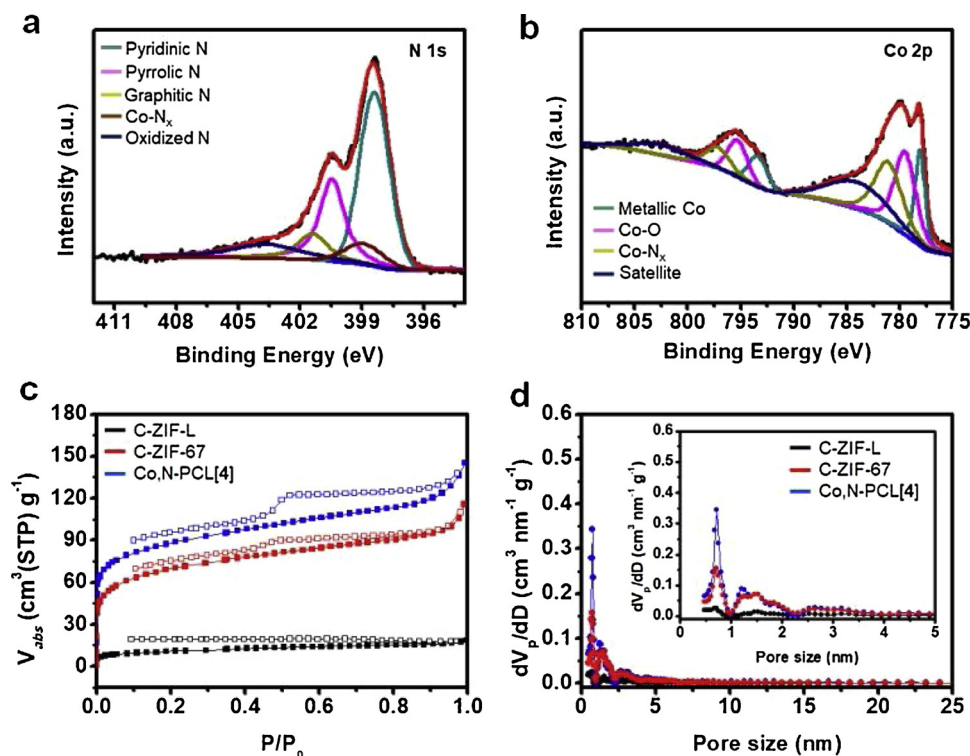 a
N 1s
Pyridinic N
Pyrrolic N
Graphitic N
Co-Nx
Oxidized N
Intensity (a.u.)
411 408 405 402 399 396
Binding Energy (eV)
b
Co 2p
Metallic Co
Co-O
Co-Nx
Satellite
Intensity (a.u.)
810 805 800 795 790 785 780 775
Binding Energy (eV)
c
C-ZIF-L
C-ZIF-67
Co,N-PCL[4]
Vabs (cm3(STP) g-1)
180
150
120
90
60
30
0
0.0 0.2 0.4 0.6 0.8 1.0
P/P0
d
C-ZIF-L
C-ZIF-67
Co,N-PCL[4]
dVp/dD (cm3 nm-1 g-1)
0.6
0.5
0.4
0.3
0.2
0.1
0.0
0 5 10 15 20 25
Pore size (nm)
dVp/dD (cm3 nm-1 g-1)
0.6
0.5
0.4
0.3
0.2
0.1
0.0
0 1 2 3 4 5
Pore size (nm)